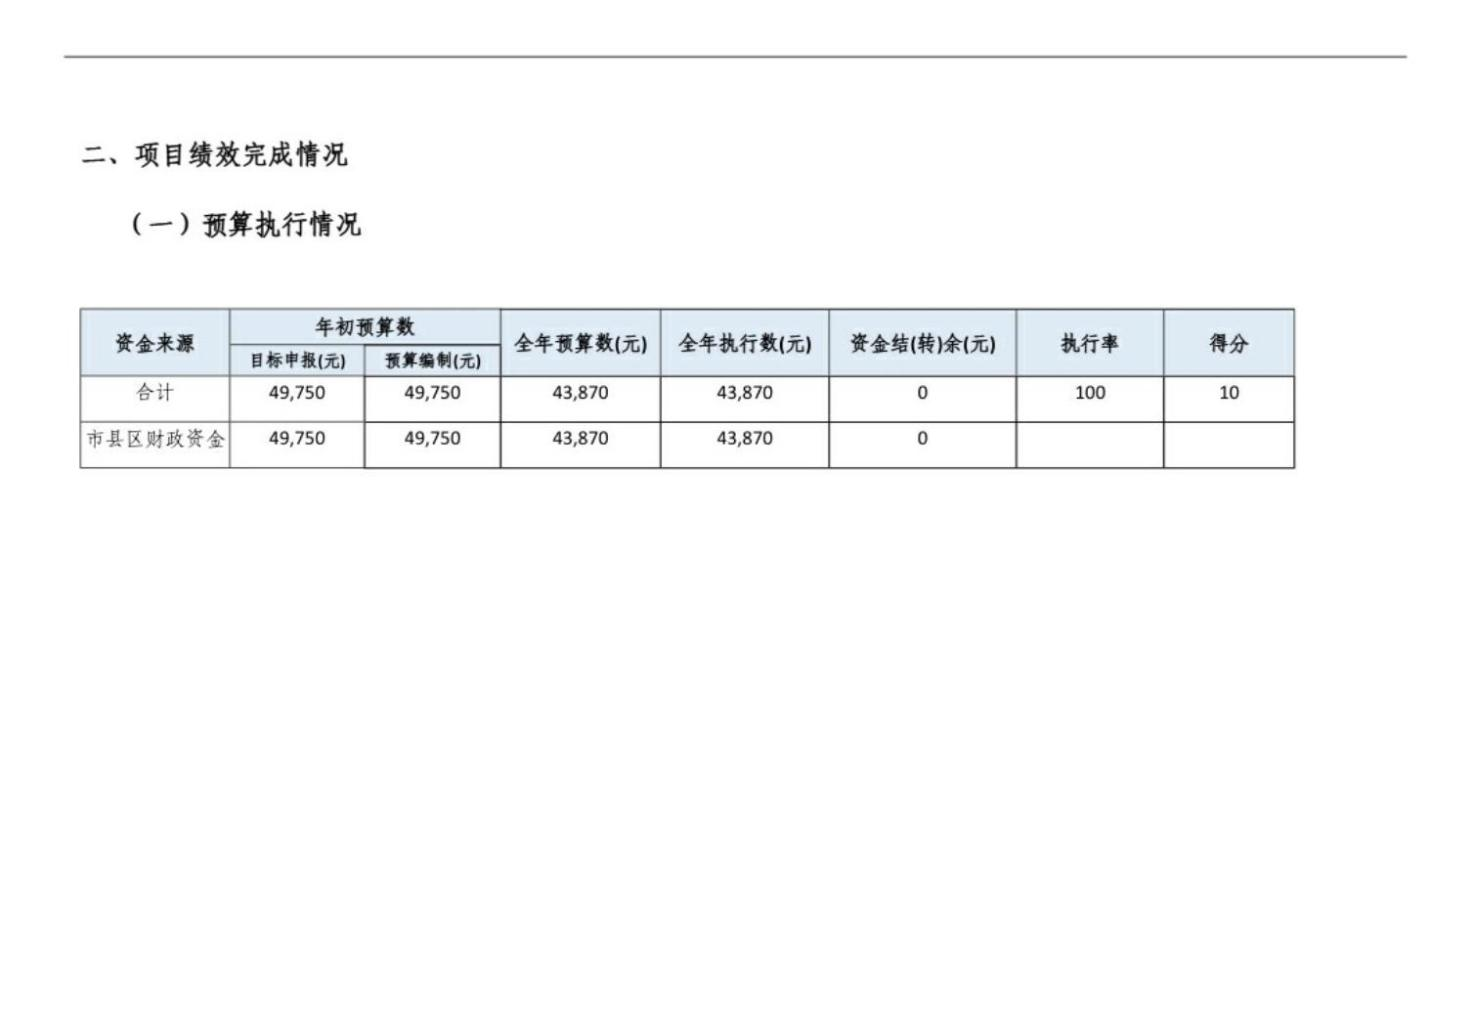 二、项目绩效完成情况
（一）预算执行情况
资金来源 年初预算数 全年预算数(元) 全年执行数(元) 资金结(转)余(元) 执行率 得分
目标申报(元) 预算编制(元)
合计 49,750 49,750 43,870 43,870 0 100 10
市县区财政资金 49,750 49,750 43,870 43,870 0